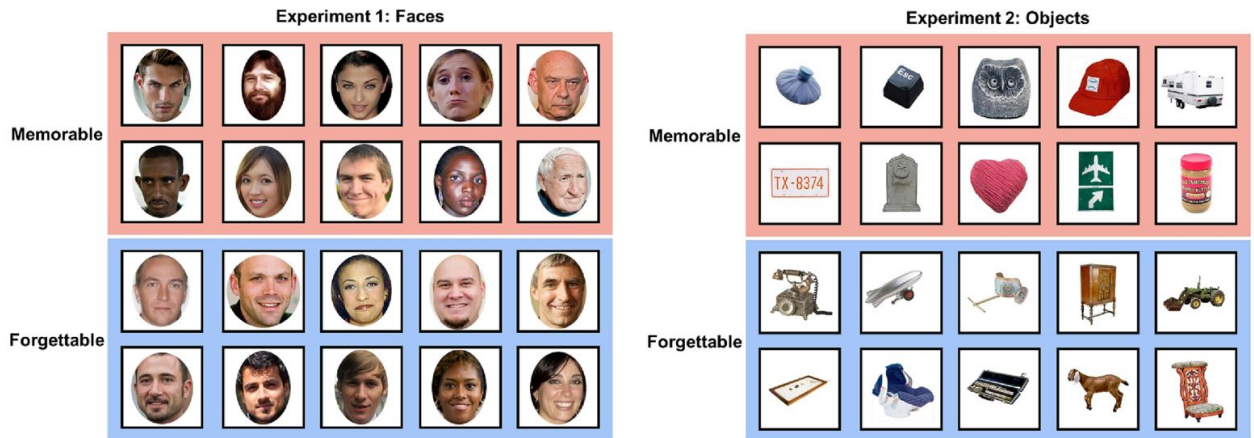 Experiment 1: Faces
Memorable
Forgettable
Experiment 2: Objects
Memorable
Esc
TX-8374
Forgettable